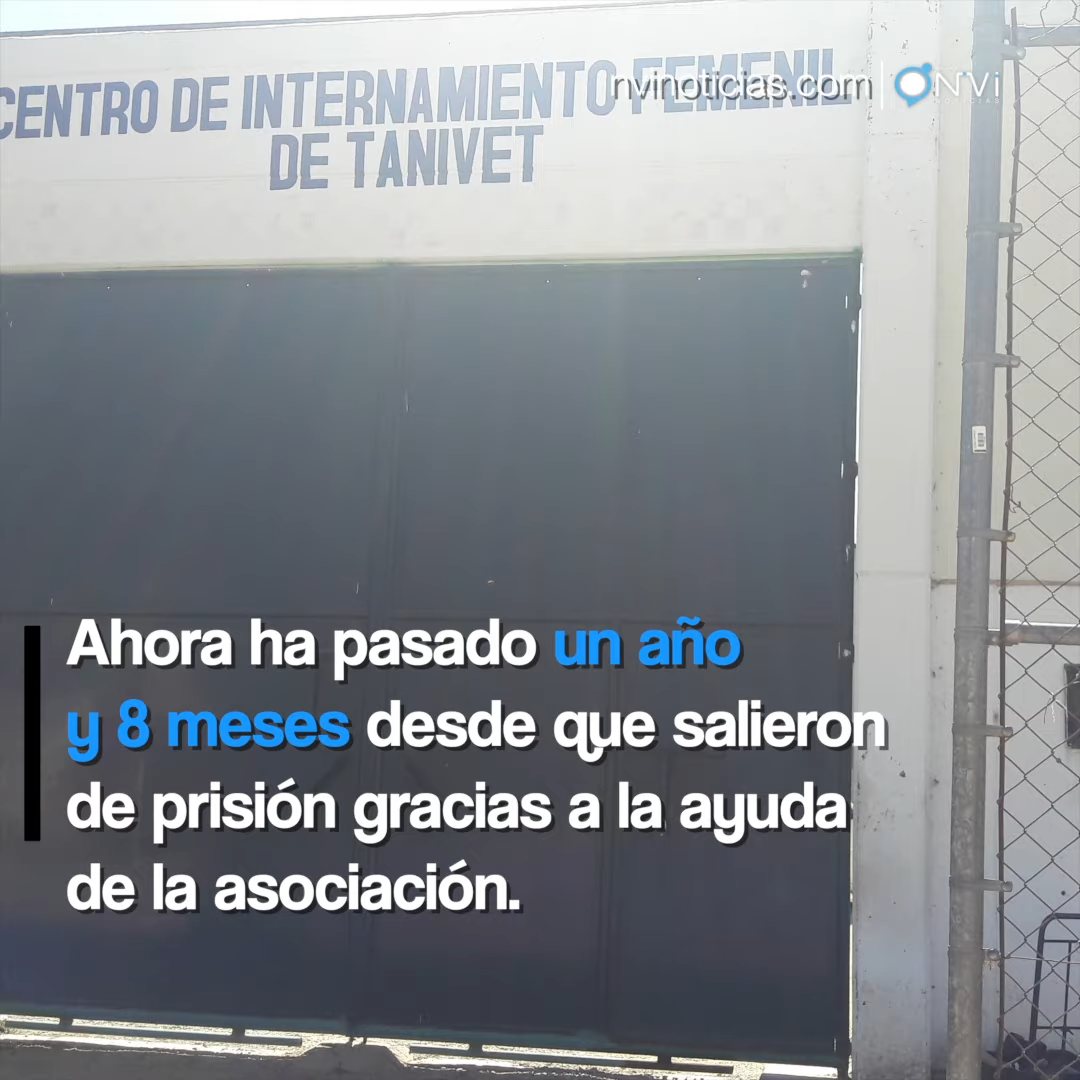 CENTRO DE INTERNAMIENTO FEMENIL
DE TANIVET
nvinoticias.com | NVi
NOTICIAS
Ahora ha pasado un año
y 8 meses desde que salieron
de prisión gracias a la ayuda
de la asociación.